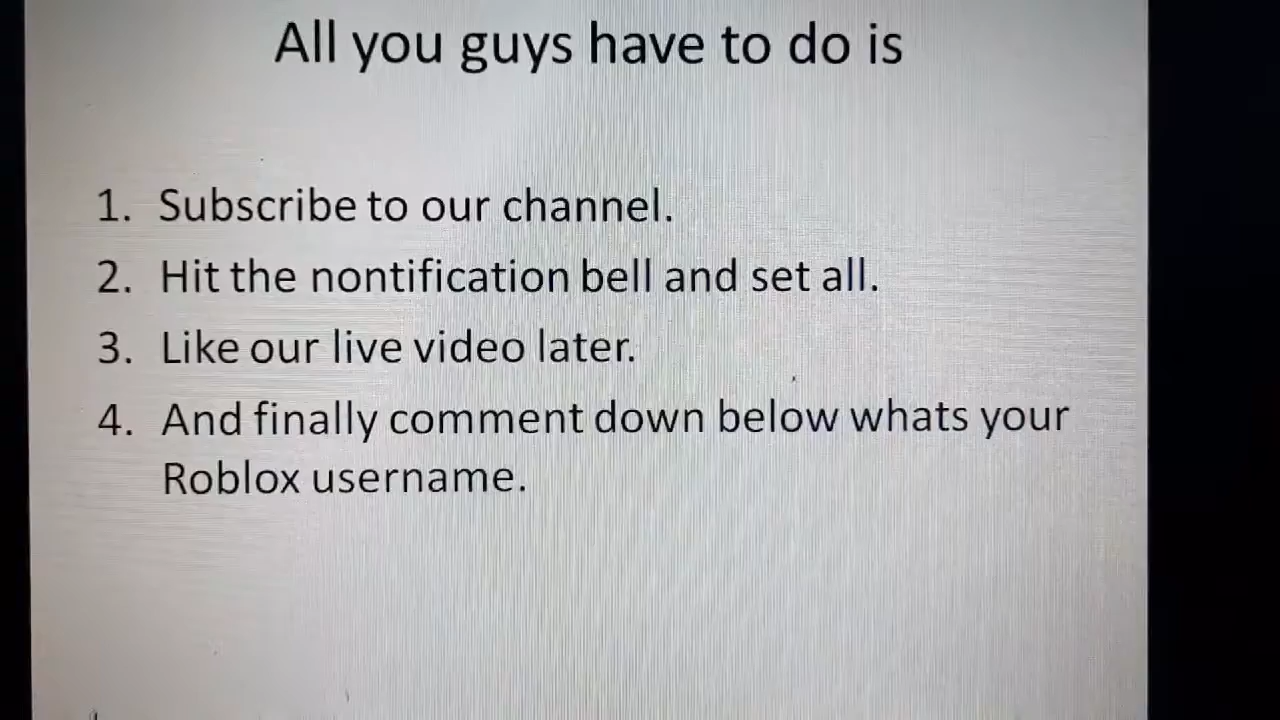 All you guys have to do is
1. Subscribe to our channel.
2. Hit the nontification bell and set all.
3. Like our live video later.
4. And finally comment down below whats your
Roblox username.